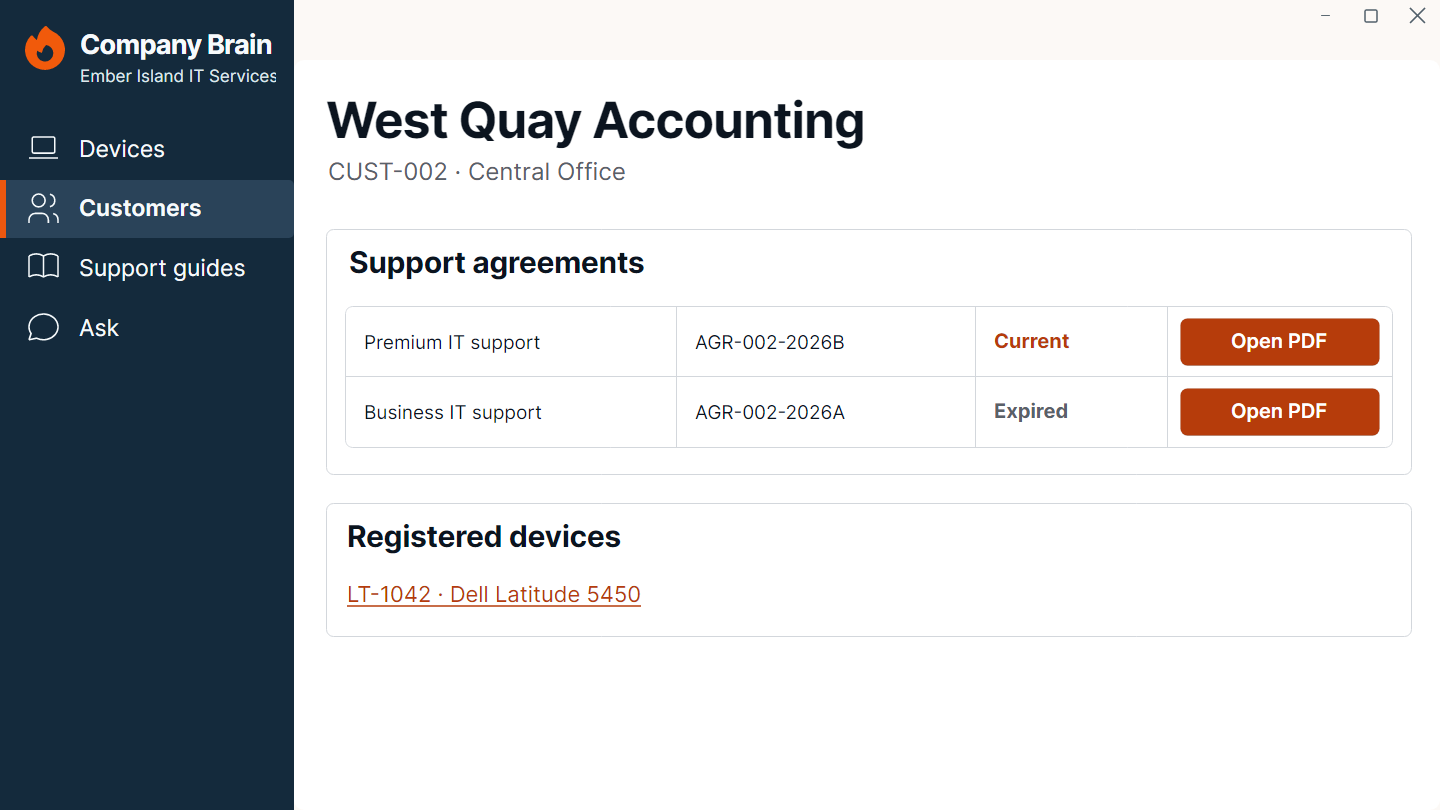 Company Brain
Ember Island IT Services
Devices
Customers
Support guides
Ask
West Quay Accounting
CUST-002 · Central Office
Support agreements
Premium IT support AGR-002-2026B Current Open PDF
Business IT support AGR-002-2026A Expired Open PDF
Registered devices
LT-1042 · Dell Latitude 5450